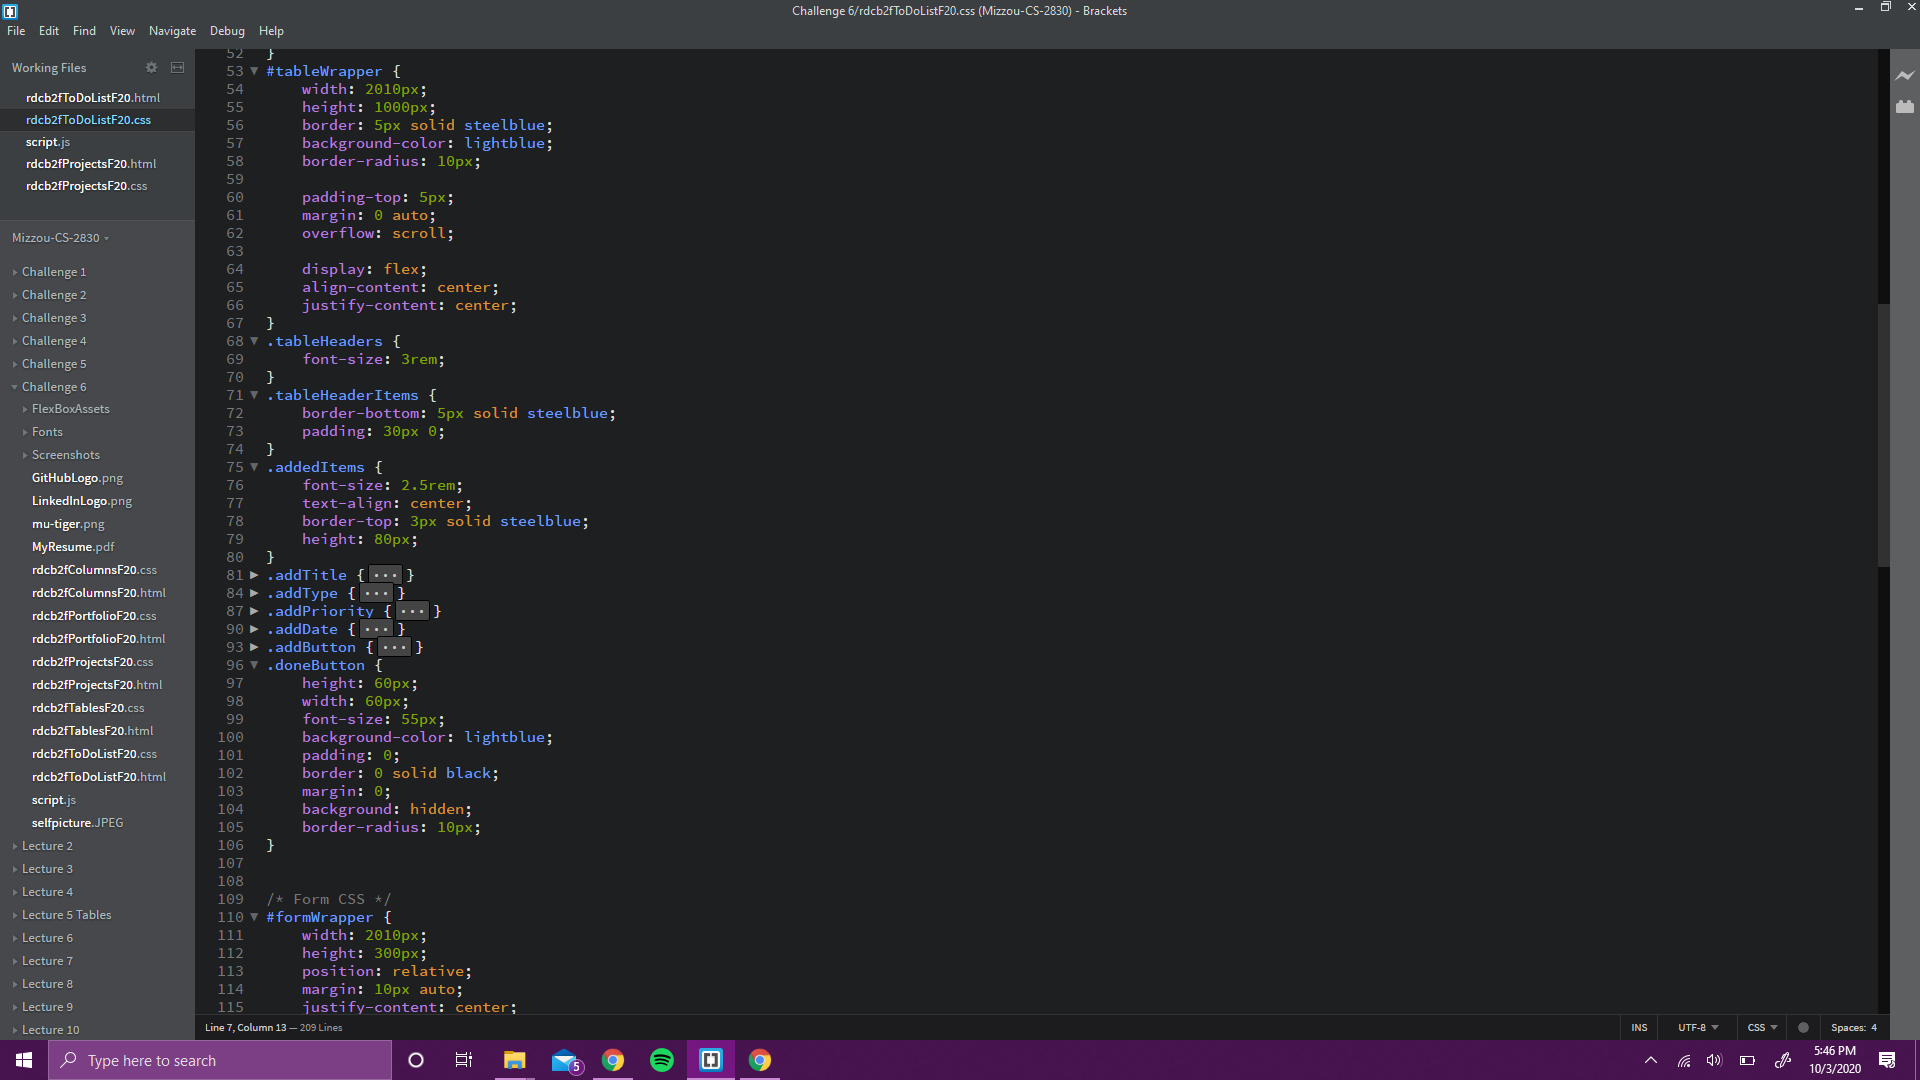 Challenge 6/rdcb2fToDoListF20.css (Mizzou-CS-2830) - Brackets
File Edit Find View Navigate Debug Help
Working Files
rdcb2fToDoListF20.html
rdcb2fToDoListF20.css
script.js
rdcb2fProjectsF20.html
rdcb2fProjectsF20.css
Mizzou-CS-2830
Challenge 1
Challenge 2
Challenge 3
Challenge 4
Challenge 5
Challenge 6
FlexBoxAssets
Fonts
Screenshots
GitHubLogo.png
LinkedInLogo.png
mu-tiger.png
MyResume.pdf
rdcb2fColumnsF20.css
rdcb2fColumnsF20.html
rdcb2fPortfolioF20.css
rdcb2fPortfolioF20.html
rdcb2fProjectsF20.css
rdcb2fProjectsF20.html
rdcb2fTablesF20.css
rdcb2fTablesF20.html
rdcb2fToDoListF20.css
rdcb2fToDoListF20.html
script.js
selfpicture.JPEG
Lecture 2
Lecture 3
Lecture 4
Lecture 5 Tables
Lecture 6
Lecture 7
Lecture 8
Lecture 9
Lecture 10
52 }
53 #tableWrapper {
54 width: 2010px;
55 height: 1000px;
56 border: 5px solid steelblue;
57 background-color: lightblue;
58 border-radius: 10px;
59
60 padding-top: 5px;
61 margin: 0 auto;
62 overflow: scroll;
63
64 display: flex;
65 align-content: center;
66 justify-content: center;
67 }
68 .tableHeaders {
69 font-size: 3rem;
70 }
71 .tableHeaderItems {
72 border-bottom: 5px solid steelblue;
73 padding: 30px 0;
74 }
75 .addedItems {
76 font-size: 2.5rem;
77 text-align: center;
78 border-top: 3px solid steelblue;
79 height: 80px;
80 }
81 .addTitle { ... }
84 .addType { ... }
87 .addPriority { ... }
90 .addDate { ... }
93 .addButton { ... }
96 .doneButton {
97 height: 60px;
98 width: 60px;
99 font-size: 55px;
100 background-color: lightblue;
101 padding: 0;
102 border: 0 solid black;
103 margin: 0;
104 background: hidden;
105 border-radius: 10px;
106 }
107
108
109 /* Form CSS */
110 #formWrapper {
111 width: 2010px;
112 height: 300px;
113 position: relative;
114 margin: 10px auto;
115 justify-content: center;
Line 7, Column 13 — 209 Lines
INS UTF-8 CSS Spaces: 4
Type here to search
5
5:46 PM
10/3/2020